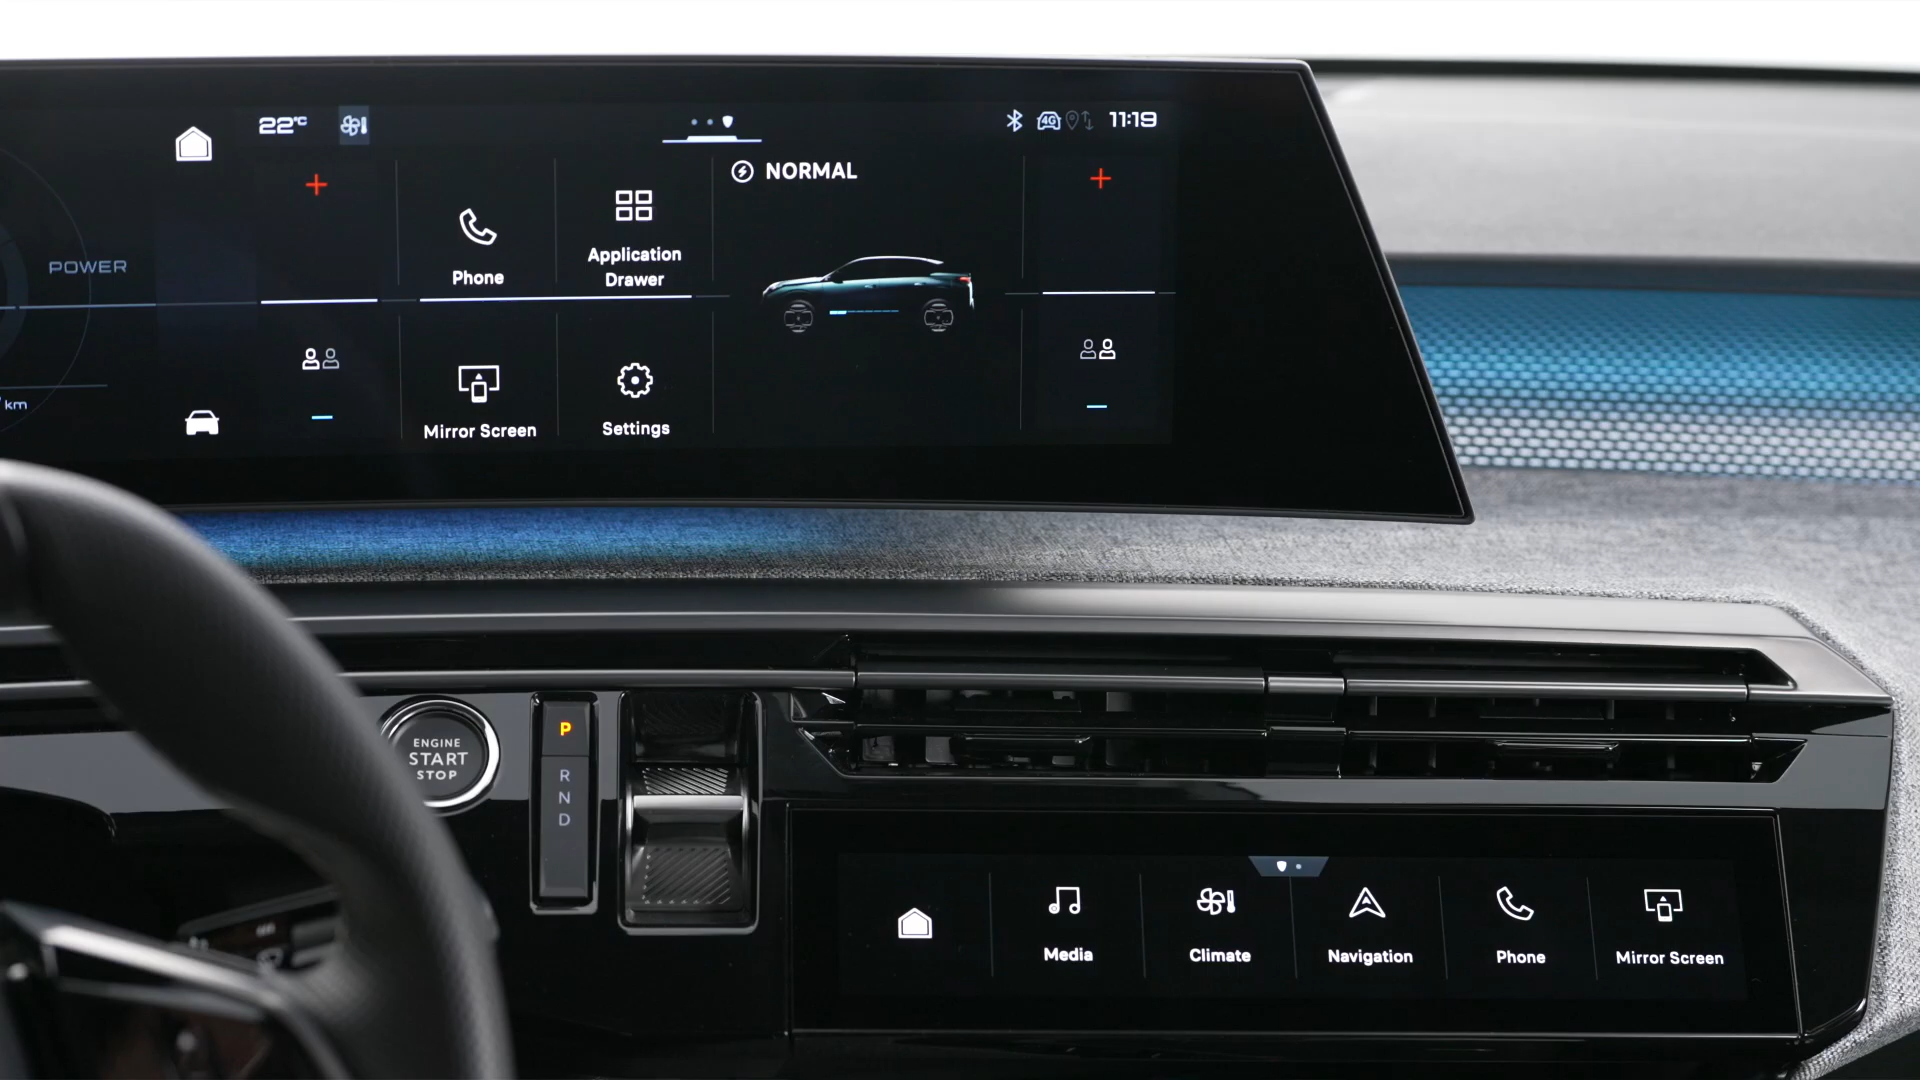 22°C
4G
11:19
NORMAL
POWER
Phone
Application
Drawer
km
Mirror Screen
Settings
P
R
N
D
ENGINE
START
STOP
Media
Climate
Navigation
Phone
Mirror Screen